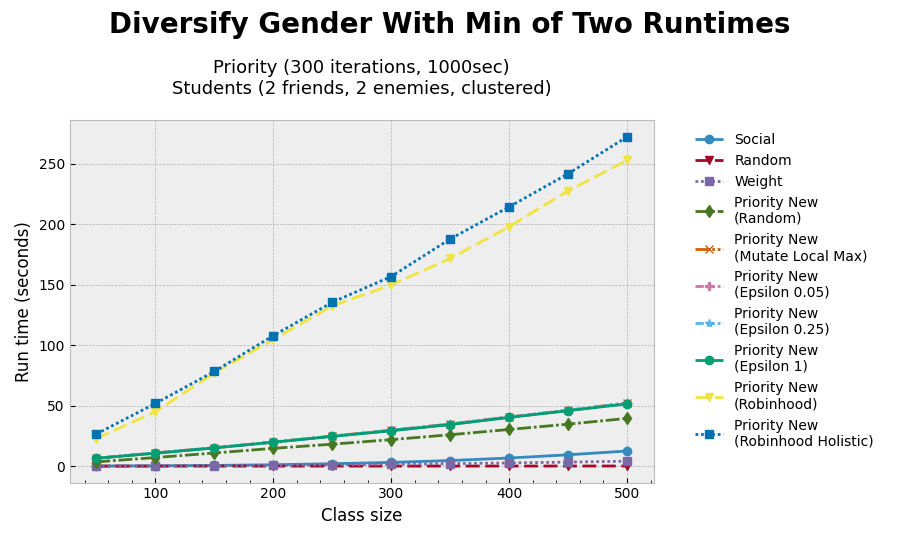 Diversify Gender With Min of Two Runtimes
Priority (300 iterations, 1000sec)
Students (2 friends, 2 enemies, clustered)
Run time (seconds)
250
200
150
100
50
0
100
200
300
400
500
Class size
Social
Random
Weight
Priority New
(Random)
Priority New
(Mutate Local Max)
Priority New
(Epsilon 0.05)
Priority New
(Epsilon 0.25)
Priority New
(Epsilon 1)
Priority New
(Robinhood)
Priority New
(Robinhood Holistic)